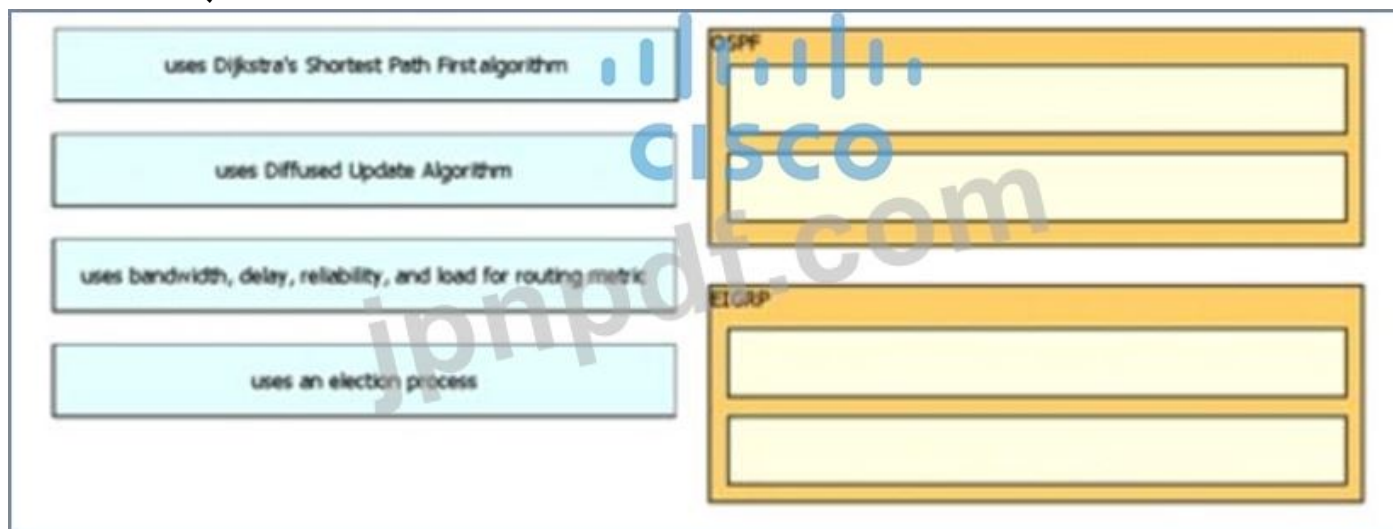 uses Dijkstra's Shortest Path First algorithm
uses Diffused Update Algorithm
uses bandwidth, delay, reliability, and load for routing metric
uses an election process
OSPF
EIGRP
CISCO
jpnpdf.com